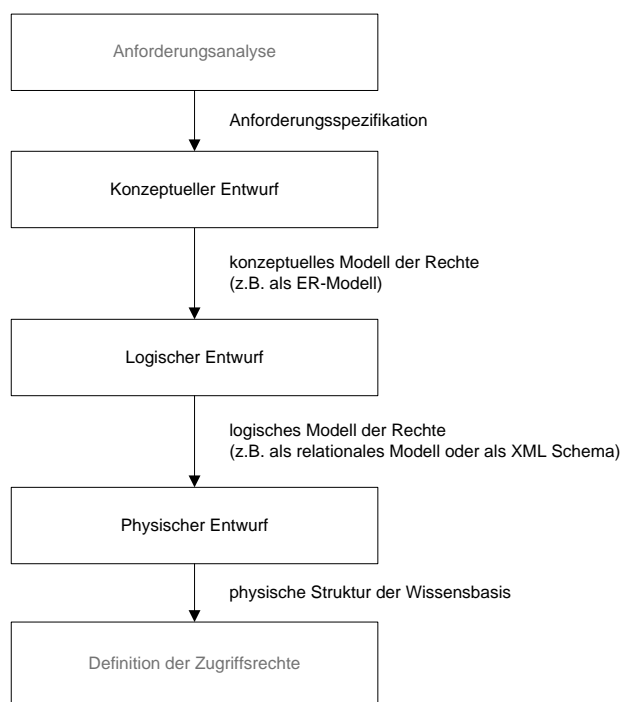 Anforderungsanalyse
Anforderungsspezifikation
Konzeptueller Entwurf
konzeptuelles Modell der Rechte
(z.B. als ER-Modell)
Logischer Entwurf
logisches Modell der Rechte
(z.B. als relationales Modell oder als XML Schema)
Physischer Entwurf
physische Struktur der Wissensbasis
Definition der Zugriffsrechte